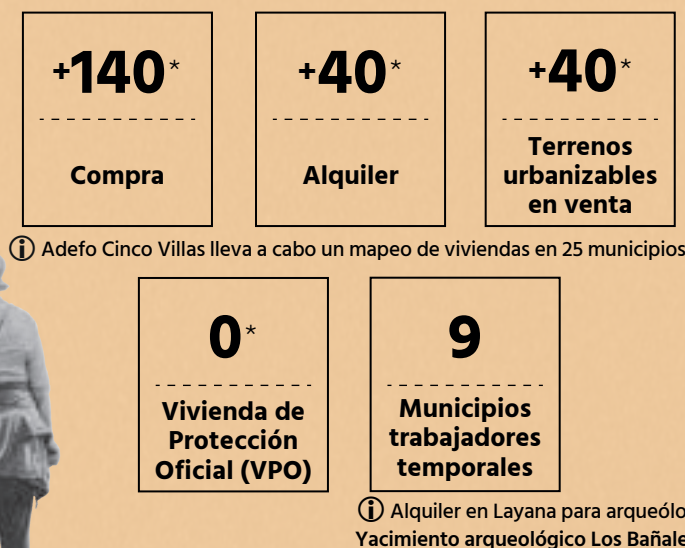 +140*
Compra
+40*
Alquiler
+40*
Terrenos
urbanizables
en venta
ⓘ Adefo Cinco Villas lleva a cabo un mapeo de viviendas en 25 municipios
0*
Vivienda de
Protección
Oficial (VPO)
9
Municipios
trabajadores
temporales
ⓘ Alquiler en Layana para arqueólo
Yacimiento arqueológico Los Bañale